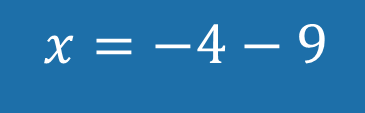 x = −4 − 9